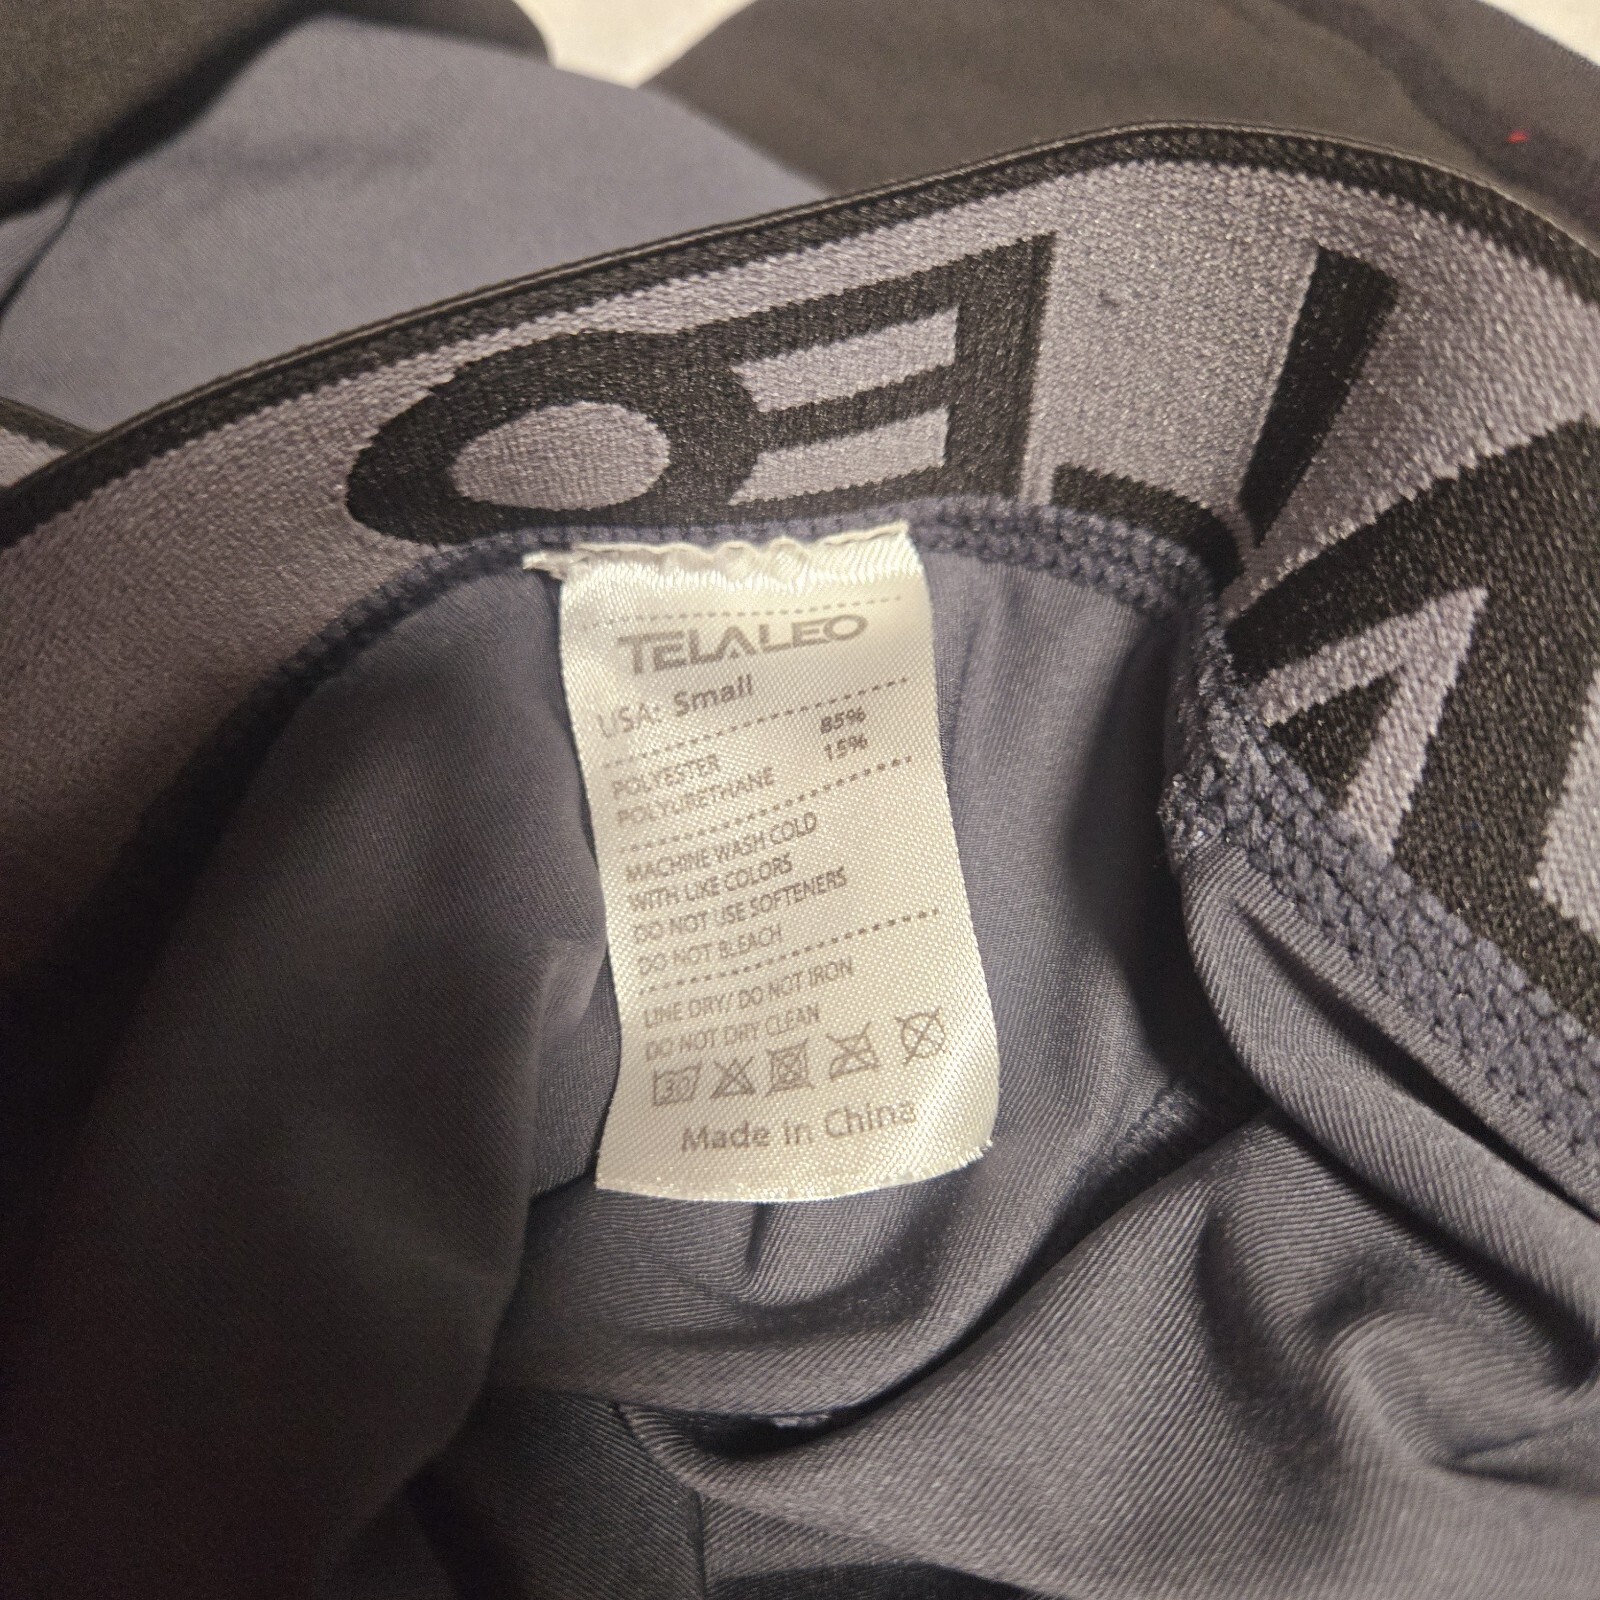 TELALEO
USA: Small
POLYESTER 85%
POLYURETHANE 15%
MACHINE WASH COLD
WITH LIKE COLORS
DO NOT USE SOFTENERS
DO NOT BLEACH
LINE DRY/ DO NOT IRON
DO NOT DRY CLEAN
30
Made in China